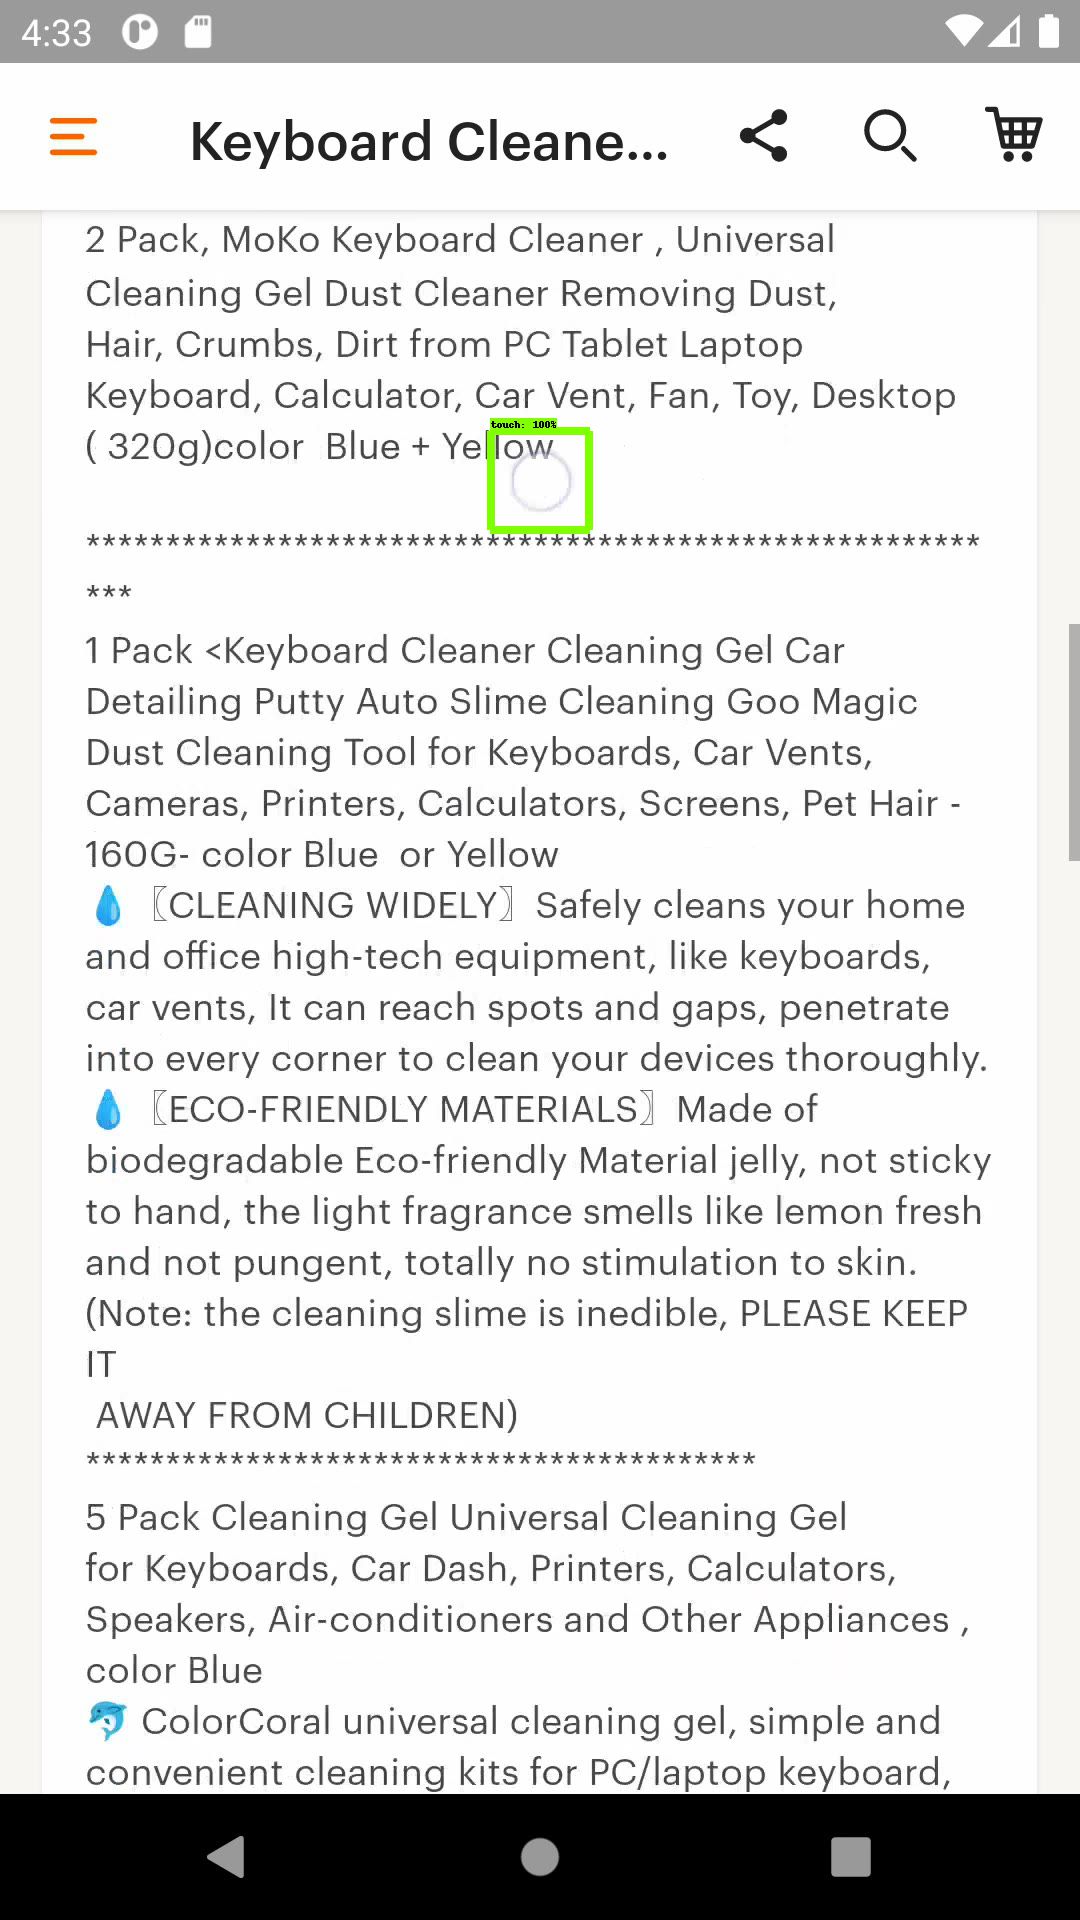 4:33
Keyboard Cleane...
2 Pack, MoKo Keyboard Cleaner , Universal
Cleaning Gel Dust Cleaner Removing Dust,
Hair, Crumbs, Dirt from PC Tablet Laptop
Keyboard, Calculator, Car Vent, Fan, Toy, Desktop
touch: 100%
( 320g)color  Blue + Yellow
********************************************************
***
1 Pack <Keyboard Cleaner Cleaning Gel Car
Detailing Putty Auto Slime Cleaning Goo Magic
Dust Cleaning Tool for Keyboards, Car Vents,
Cameras, Printers, Calculators, Screens, Pet Hair -
160G- color Blue  or Yellow
💧 〖CLEANING WIDELY〗Safely cleans your home
and office high-tech equipment, like keyboards,
car vents, It can reach spots and gaps, penetrate
into every corner to clean your devices thoroughly.
💧 〖ECO-FRIENDLY MATERIALS〗Made of
biodegradable Eco-friendly Material jelly, not sticky
to hand, the light fragrance smells like lemon fresh
and not pungent, totally no stimulation to skin.
(Note: the cleaning slime is inedible, PLEASE KEEP
IT
AWAY FROM CHILDREN)
******************************************
5 Pack Cleaning Gel Universal Cleaning Gel
for Keyboards, Car Dash, Printers, Calculators,
Speakers, Air-conditioners and Other Appliances ,
color Blue
🐬 ColorCoral universal cleaning gel, simple and
convenient cleaning kits for PC/laptop keyboard,